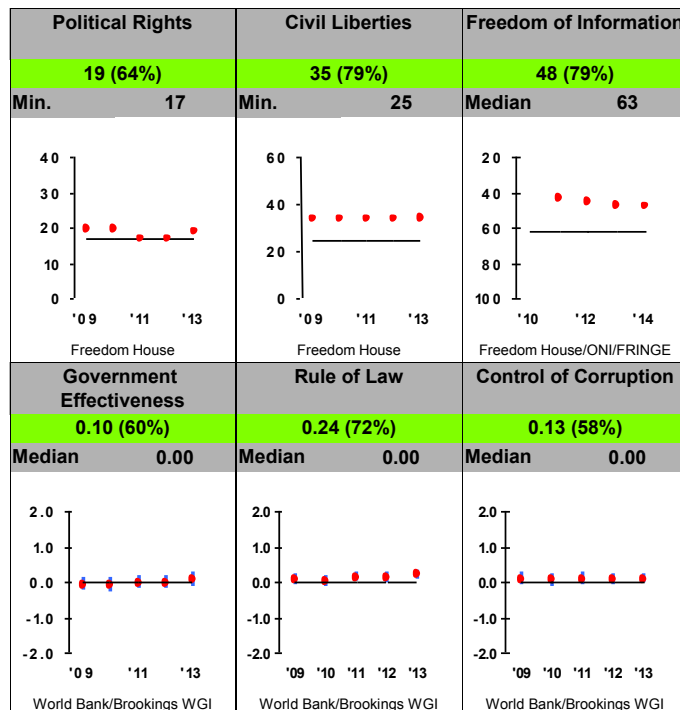 Political Rights
19 (64%)
Min. 17
40
30
20
10
0
'09 '11 '13
Freedom House
Civil Liberties
35 (79%)
Min. 25
60
40
20
0
'09 '11 '13
Freedom House
Freedom of Information
48 (79%)
Median 63
20
40
60
80
100
'10 '12 '14
Freedom House/ONI/FRINGE
Government
Effectiveness
0.10 (60%)
Median 0.00
2.0
1.0
0.0
-1.0
-2.0
'09 '11 '13
World Bank/Brookings WGI
Rule of Law
0.24 (72%)
Median 0.00
2.0
1.0
0.0
-1.0
-2.0
'09 '10 '11 '12 '13
World Bank/Brookings WGI
Control of Corruption
0.13 (58%)
Median 0.00
2.0
1.0
0.0
-1.0
-2.0
'09 '10 '11 '12 '13
World Bank/Brookings WGI